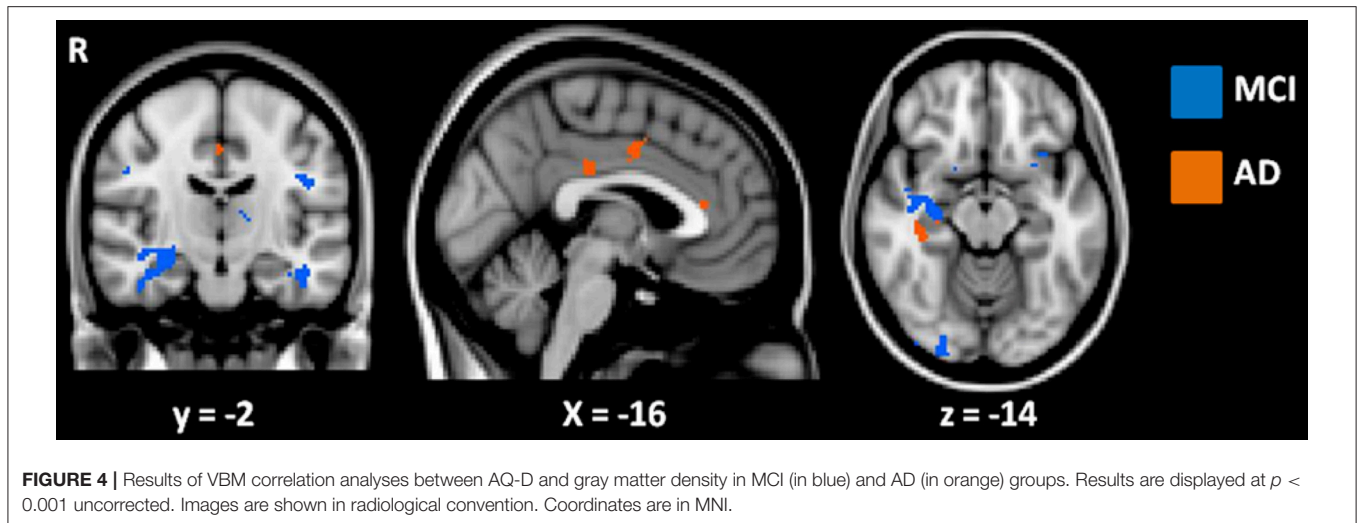 R
MCI
AD
y = -2
X = -16
z = -14
FIGURE 4 | Results of VBM correlation analyses between AQ-D and gray matter density in MCI (in blue) and AD (in orange) groups. Results are displayed at p <
0.001 uncorrected. Images are shown in radiological convention. Coordinates are in MNI.